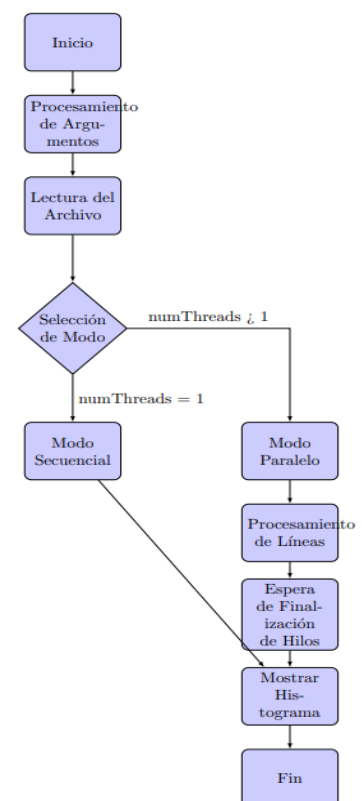 Inicio
Procesamiento
de Argu-
mentos
Lectura del
Archivo
Selección
de Modo
numThreads ¿ 1
numThreads = 1
Modo
Secuencial
Modo
Paralelo
Procesamiento
de Líneas
Espera
de Final-
ización
de Hilos
Mostrar
His-
tograma
Fin